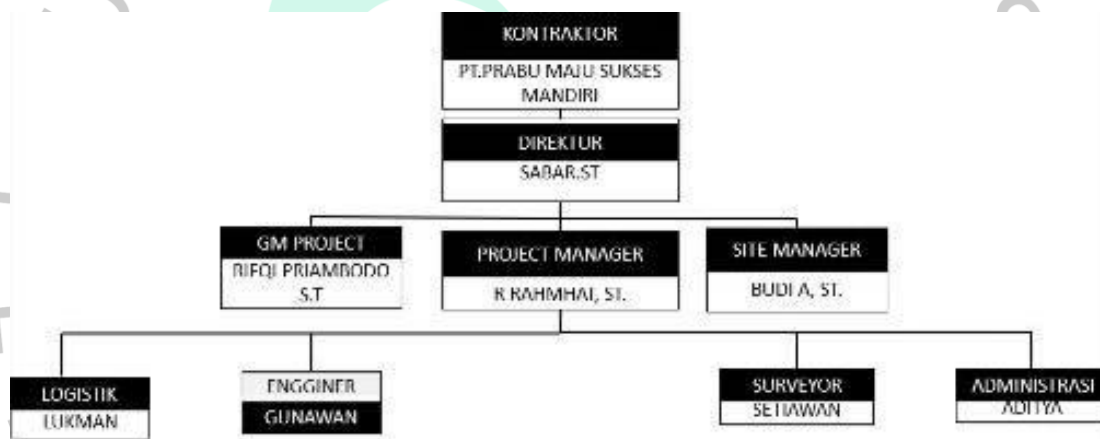 KONTRAKTOR
PT.PRABU MAJU SUKSES
MANDIRI
DIREKTUR
SABAR.ST
GM PROJECT
RIFQI PRIAMBODO
S.T
PROJECT MANAGER
R RAHMHAT, ST.
SITE MANAGER
BUDI A, ST.
LOGISTIK
LUKMAN
ENGGINER
GUNAWAN
SURVEYOR
SETIAWAN
ADMINISTRASI
ADITYA